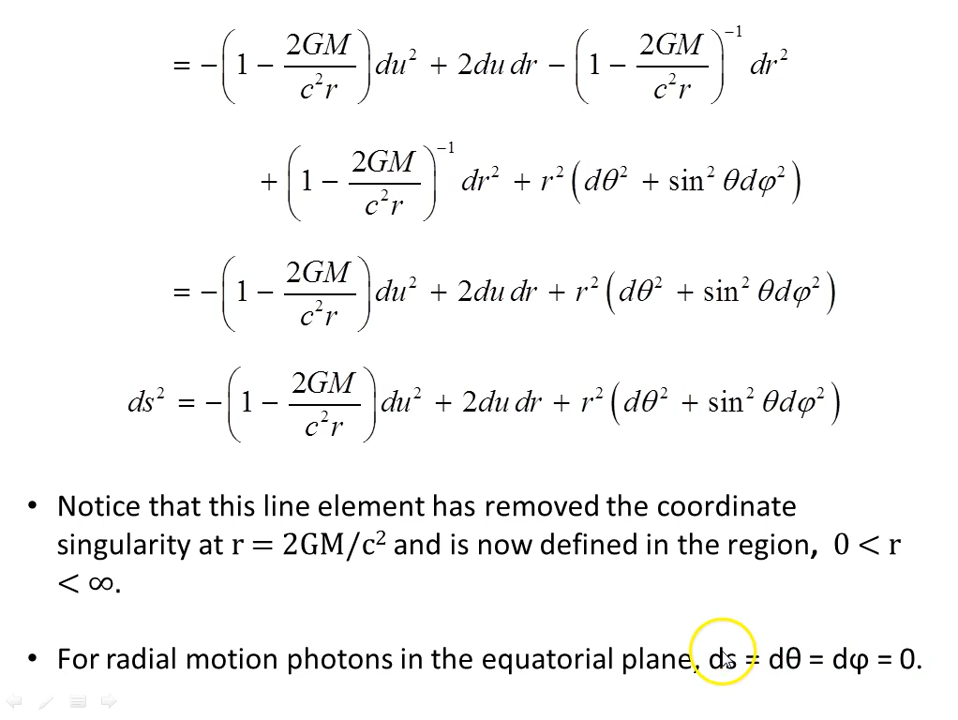 = −(1 − 2GM/c²r) du² + 2du dr − (1 − 2GM/c²r)⁻¹ dr²
+ (1 − 2GM/c²r)⁻¹ dr² + r² (dθ² + sin² θdφ²)
= −(1 − 2GM/c²r) du² + 2du dr + r² (dθ² + sin² θdφ²)
ds² = −(1 − 2GM/c²r) du² + 2du dr + r² (dθ² + sin² θdφ²)
• Notice that this line element has removed the coordinate
singularity at r = 2GM/c² and is now defined in the region, 0 < r
< ∞.
• For radial motion photons in the equatorial plane, ds = dθ = dφ = 0.